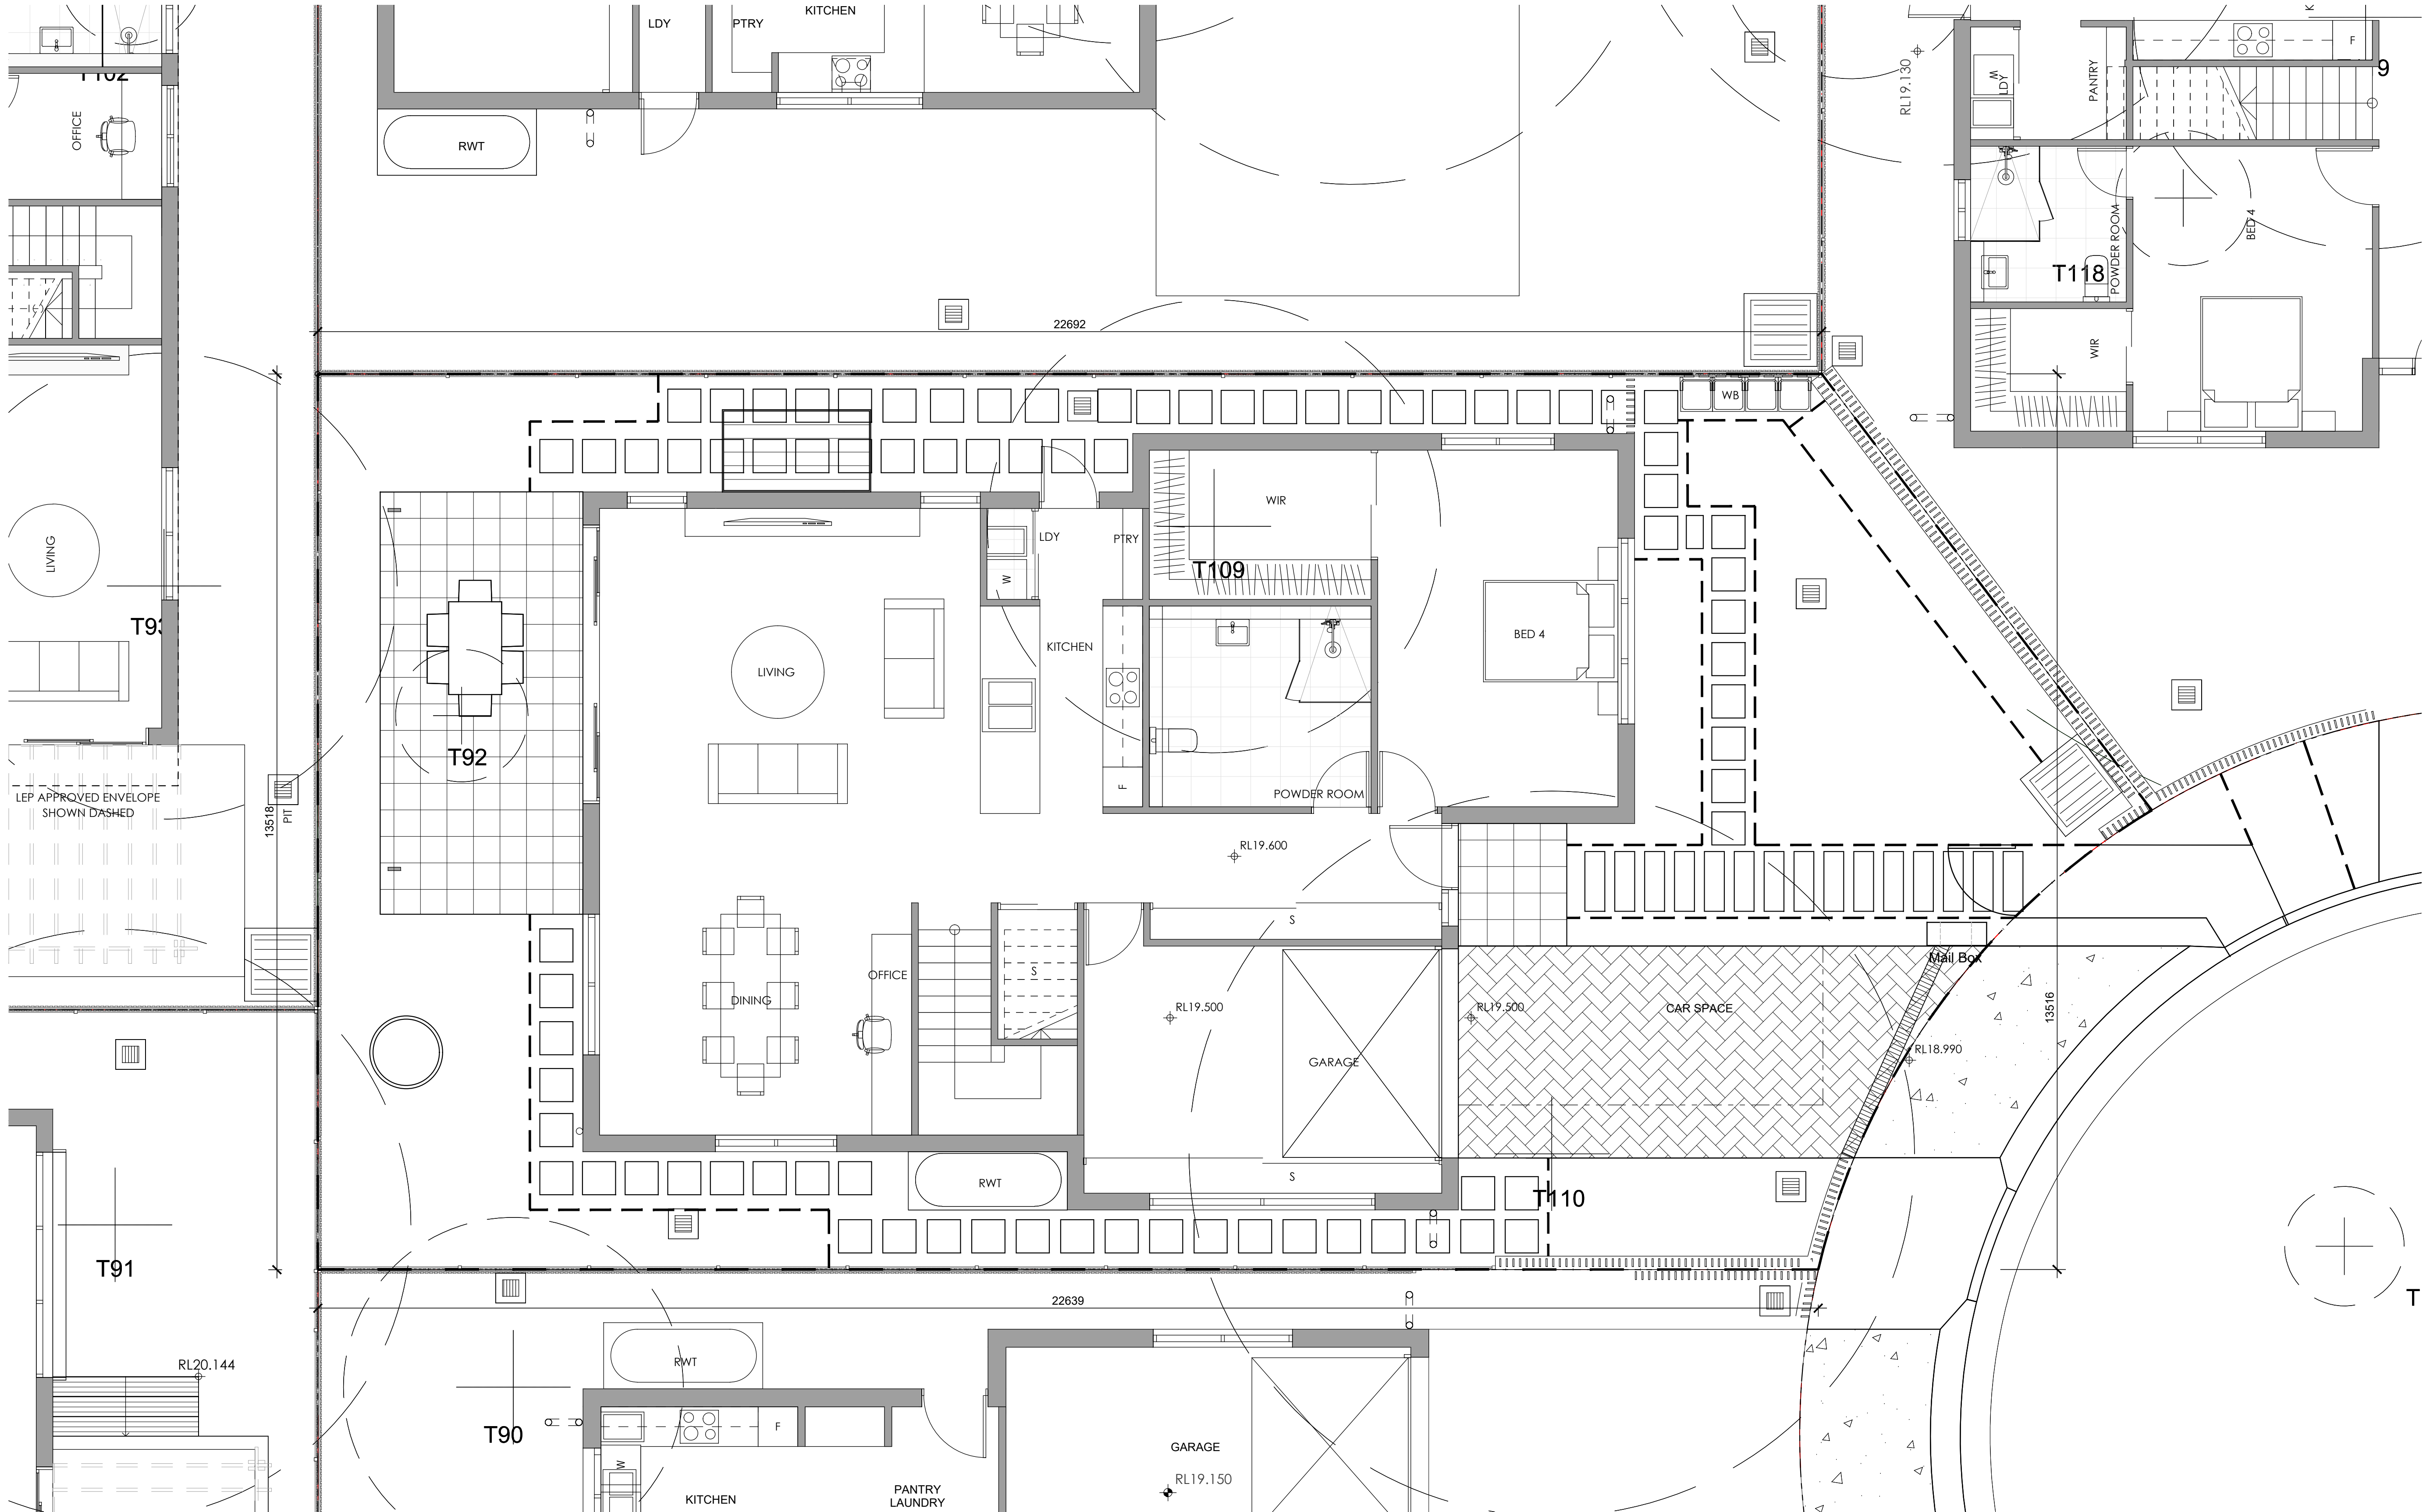 LDY
PTRY
KITCHEN
OFFICE
RWT
RL19.130
W
LDY
PANTRY
F
9
POWDER ROOM
T118
BED 4
WIR
22692
WB
LIVING
WIR
LDY
PTRY
W
T109
KITCHEN
BED 4
LIVING
T92
F
POWDER ROOM
LEP APPROVED ENVELOPE
SHOWN DASHED
13518
PIT
RL19.600
S
OFFICE
S
DINING
RL19.500
RL19.500
CAR SPACE
Mail Box
13516
RL18.990
GARAGE
RWT
S
T110
T91
22639
RL20.144
RWT
T90
F
W
KITCHEN
PANTRY
LAUNDRY
GARAGE
RL19.150
T